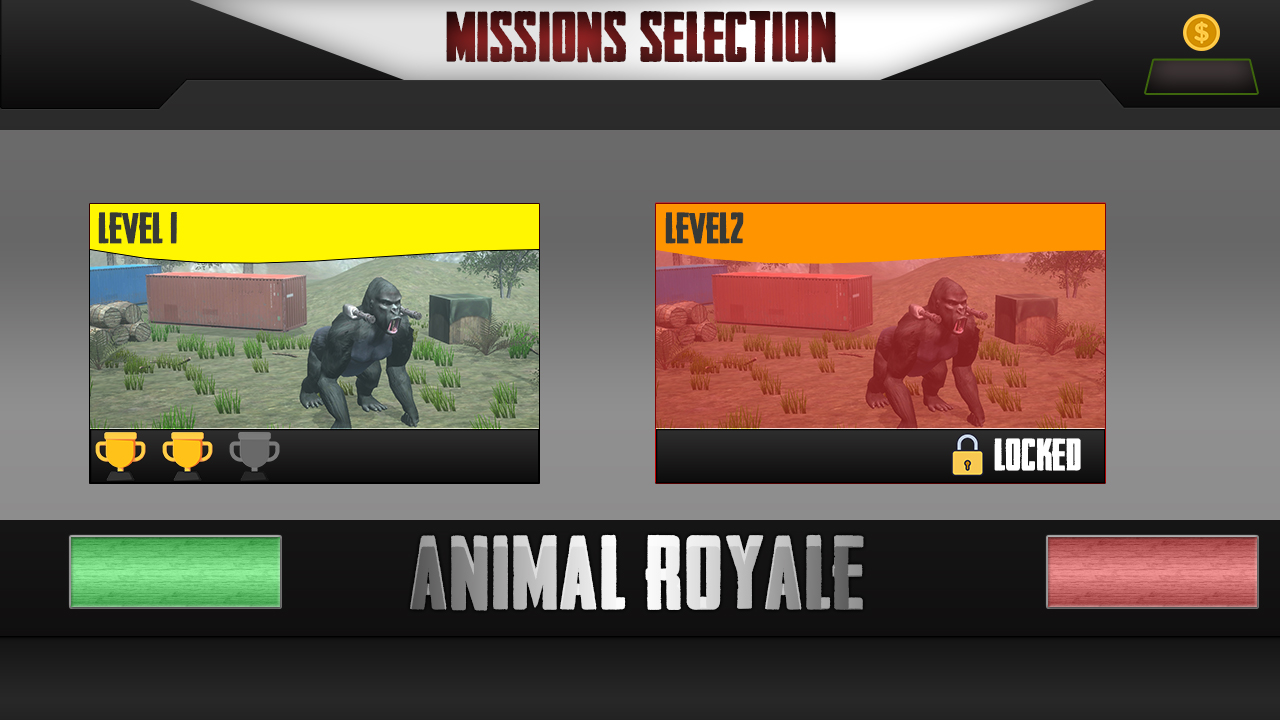 MISSIONS SELECTION
$
LEVEL 1
LEVEL2
LOCKED
ANIMAL ROYALE